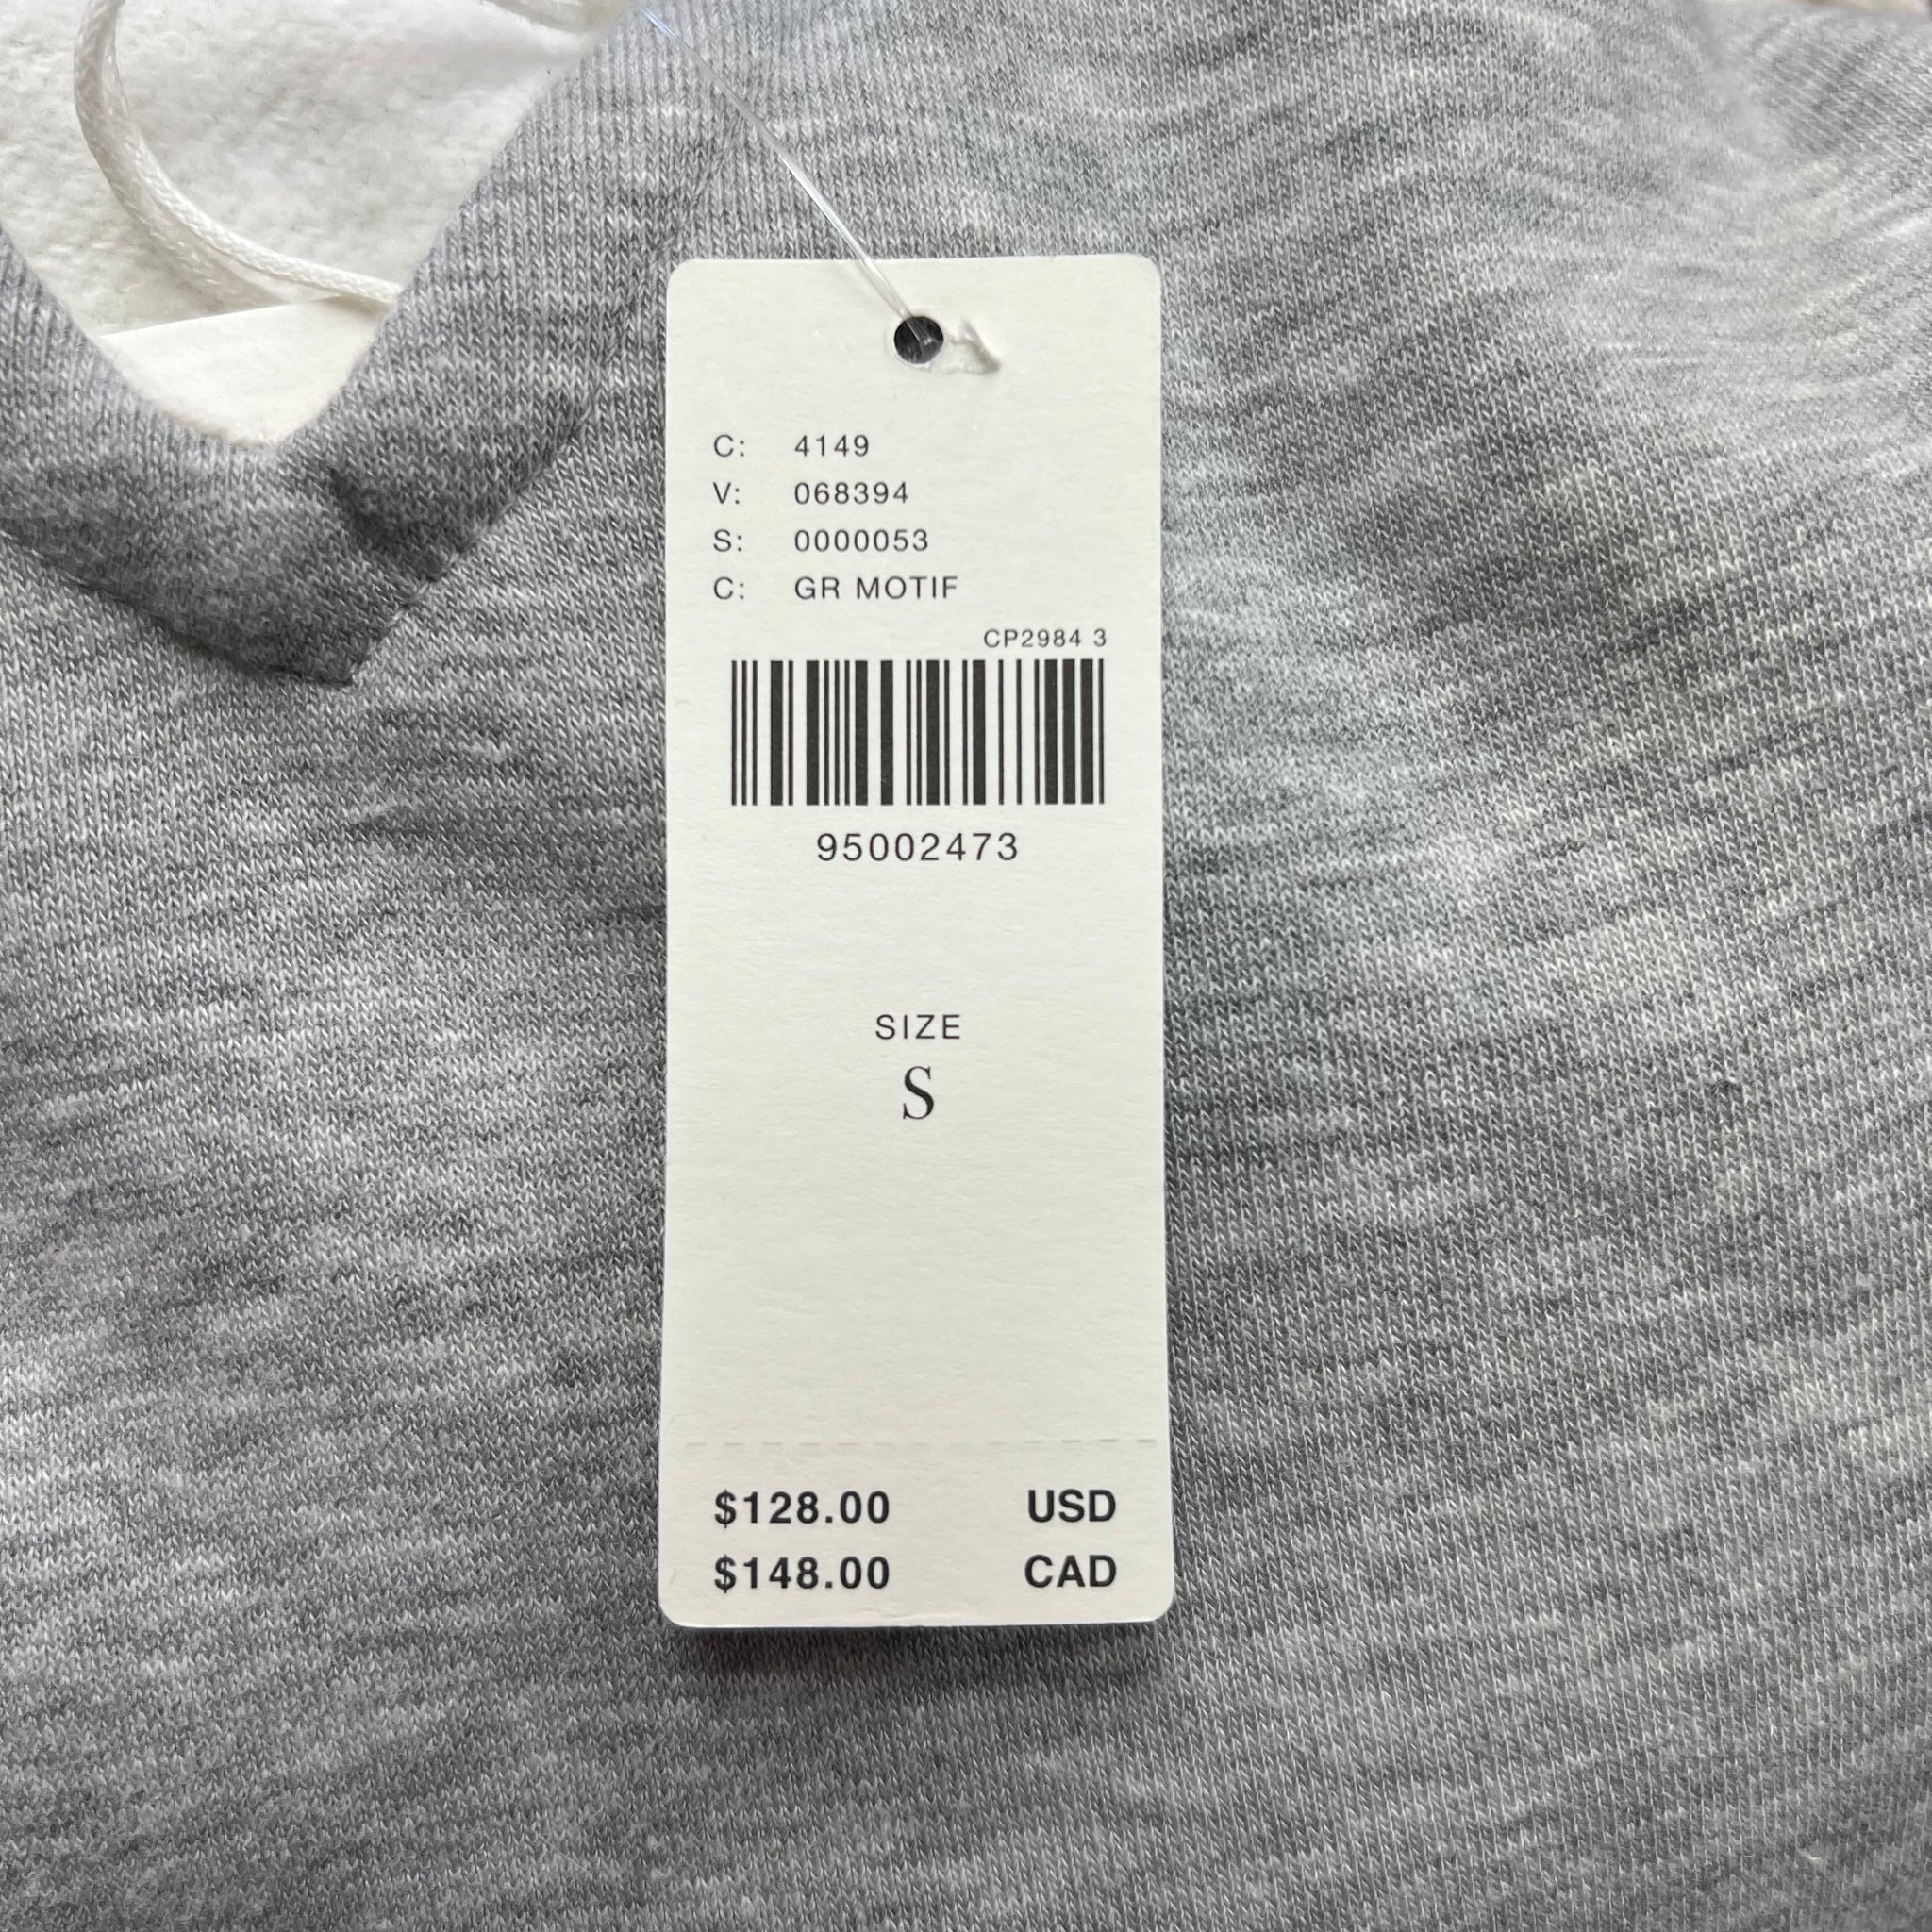 C: 4149
V: 068394
S: 0000053
C: GR MOTIF
CP2984 3
95002473
SIZE
S
$128.00 USD
$148.00 CAD